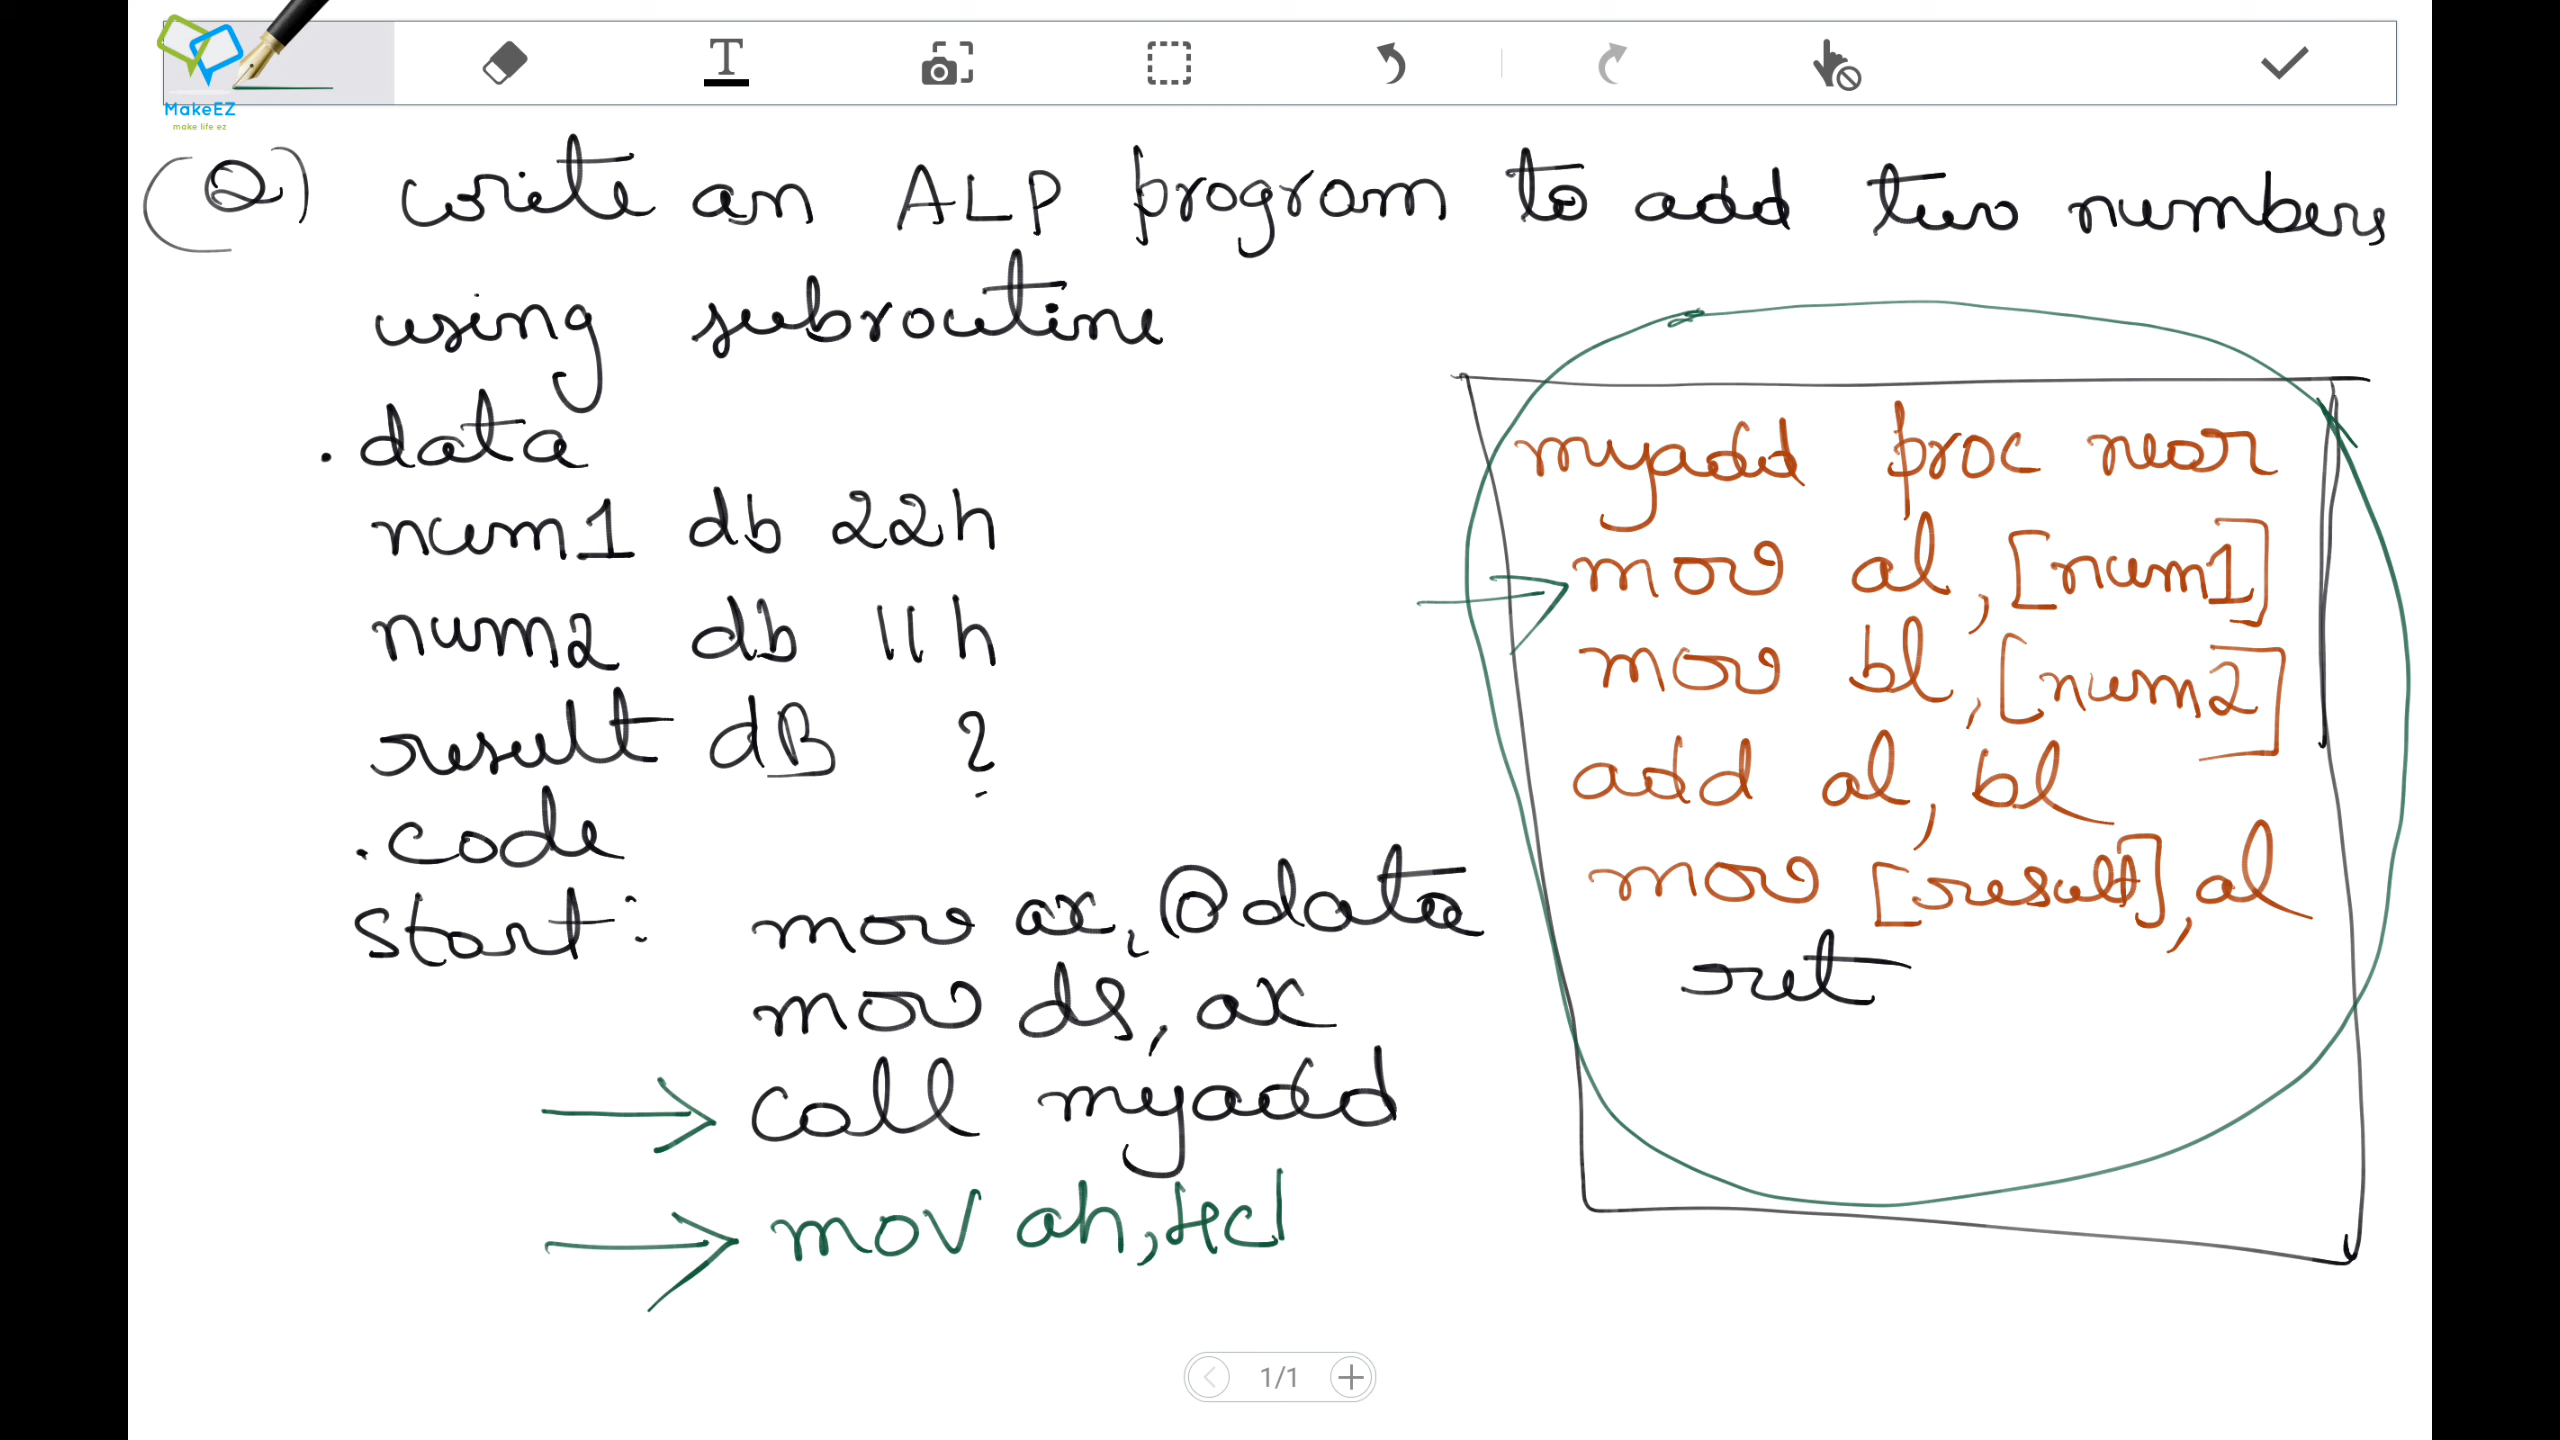 MakeEZ
make life ez
T
(Q) write an ALP program to add two numbers
using subroutine
.data
num1 db 22h
num2 db 11h
result dB ?
.code
start: mov ax, @data
mov ds, ax
call myadd
mov ah,
myadd proc near
mov al, [num1]
mov bl, [num2]
add al, bl
mov [result], al
ret
1/1